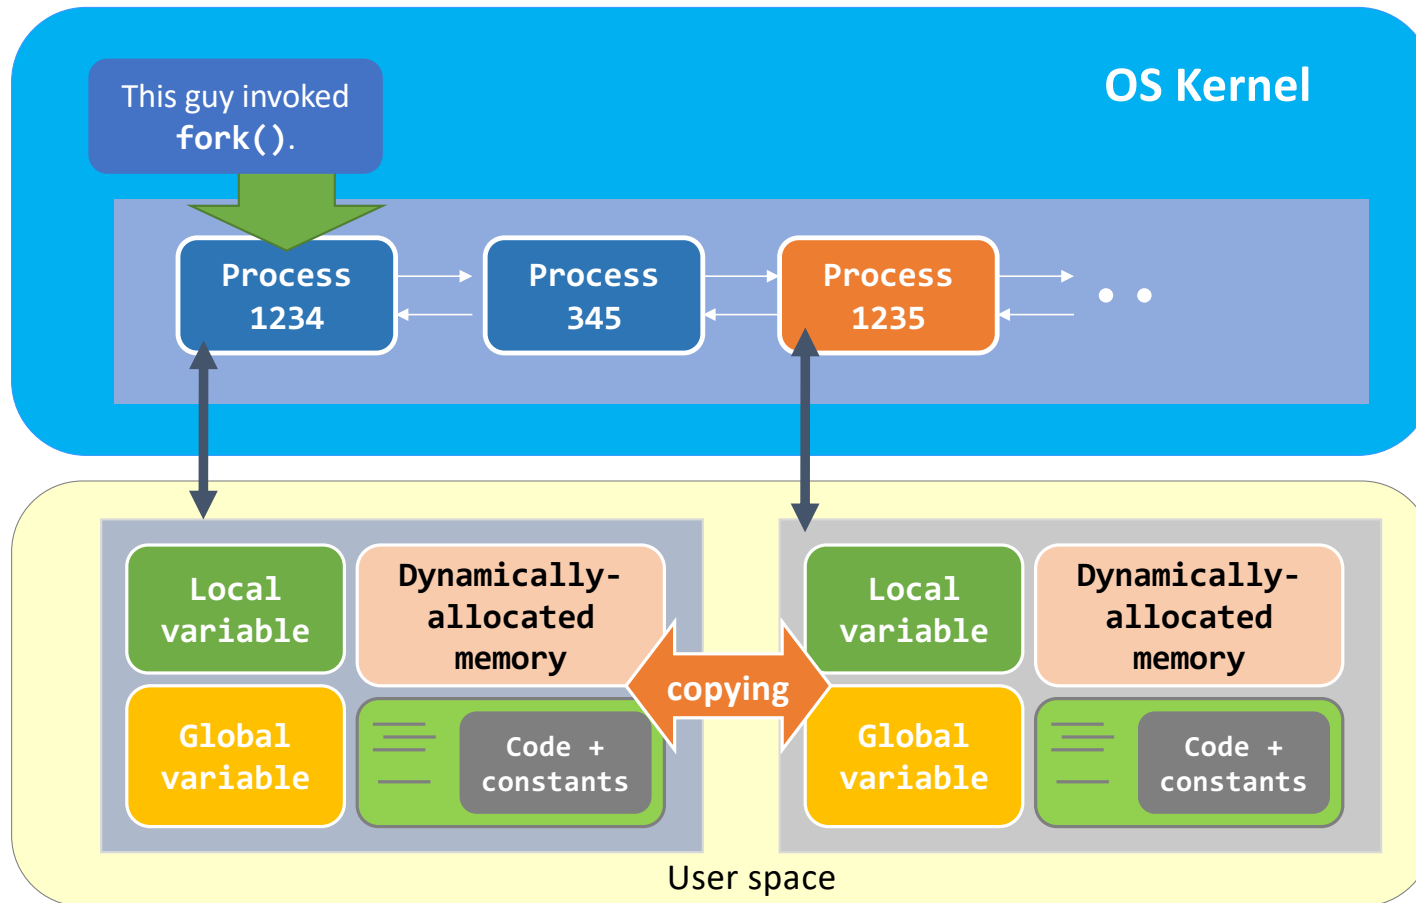 OS Kernel
This guy invoked
fork().
Process
1234
Process
345
Process
1235
Local
variable
Dynamically-
allocated
memory
Global
variable
Code +
constants
copying
Local
variable
Dynamically-
allocated
memory
Global
variable
Code +
constants
User space